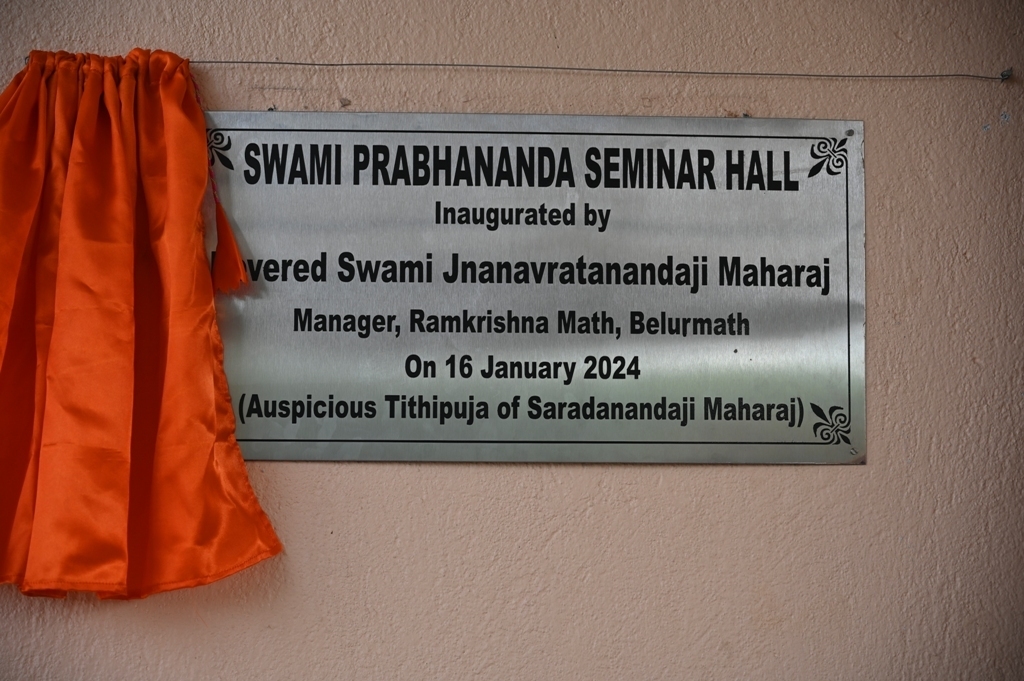 SWAMI PRABHANANDA SEMINAR HALL
Inaugurated by
Swami Jnanavratanandaji Maharaj
Manager, Ramkrishna Math, Belurmath
On 16 January 2024
(Auspicious Tithipuja of Saradanandaji Maharaj)